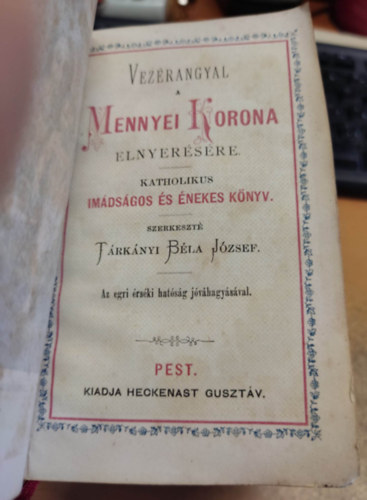 VEZÉRANGYAL
A
MENNYEI KORONA
ELNYERÉSÉRE.
KATHOLIKUS
IMÁDSÁGOS ÉS ÉNEKES KÖNYV.
SZERKESZTÉ
TÁRKÁNYI BÉLA JÓZSEF.
Az egri érseki hatóság jóváhagyásával.
PEST.
KIADJA HECKENAST GUSZTÁV.